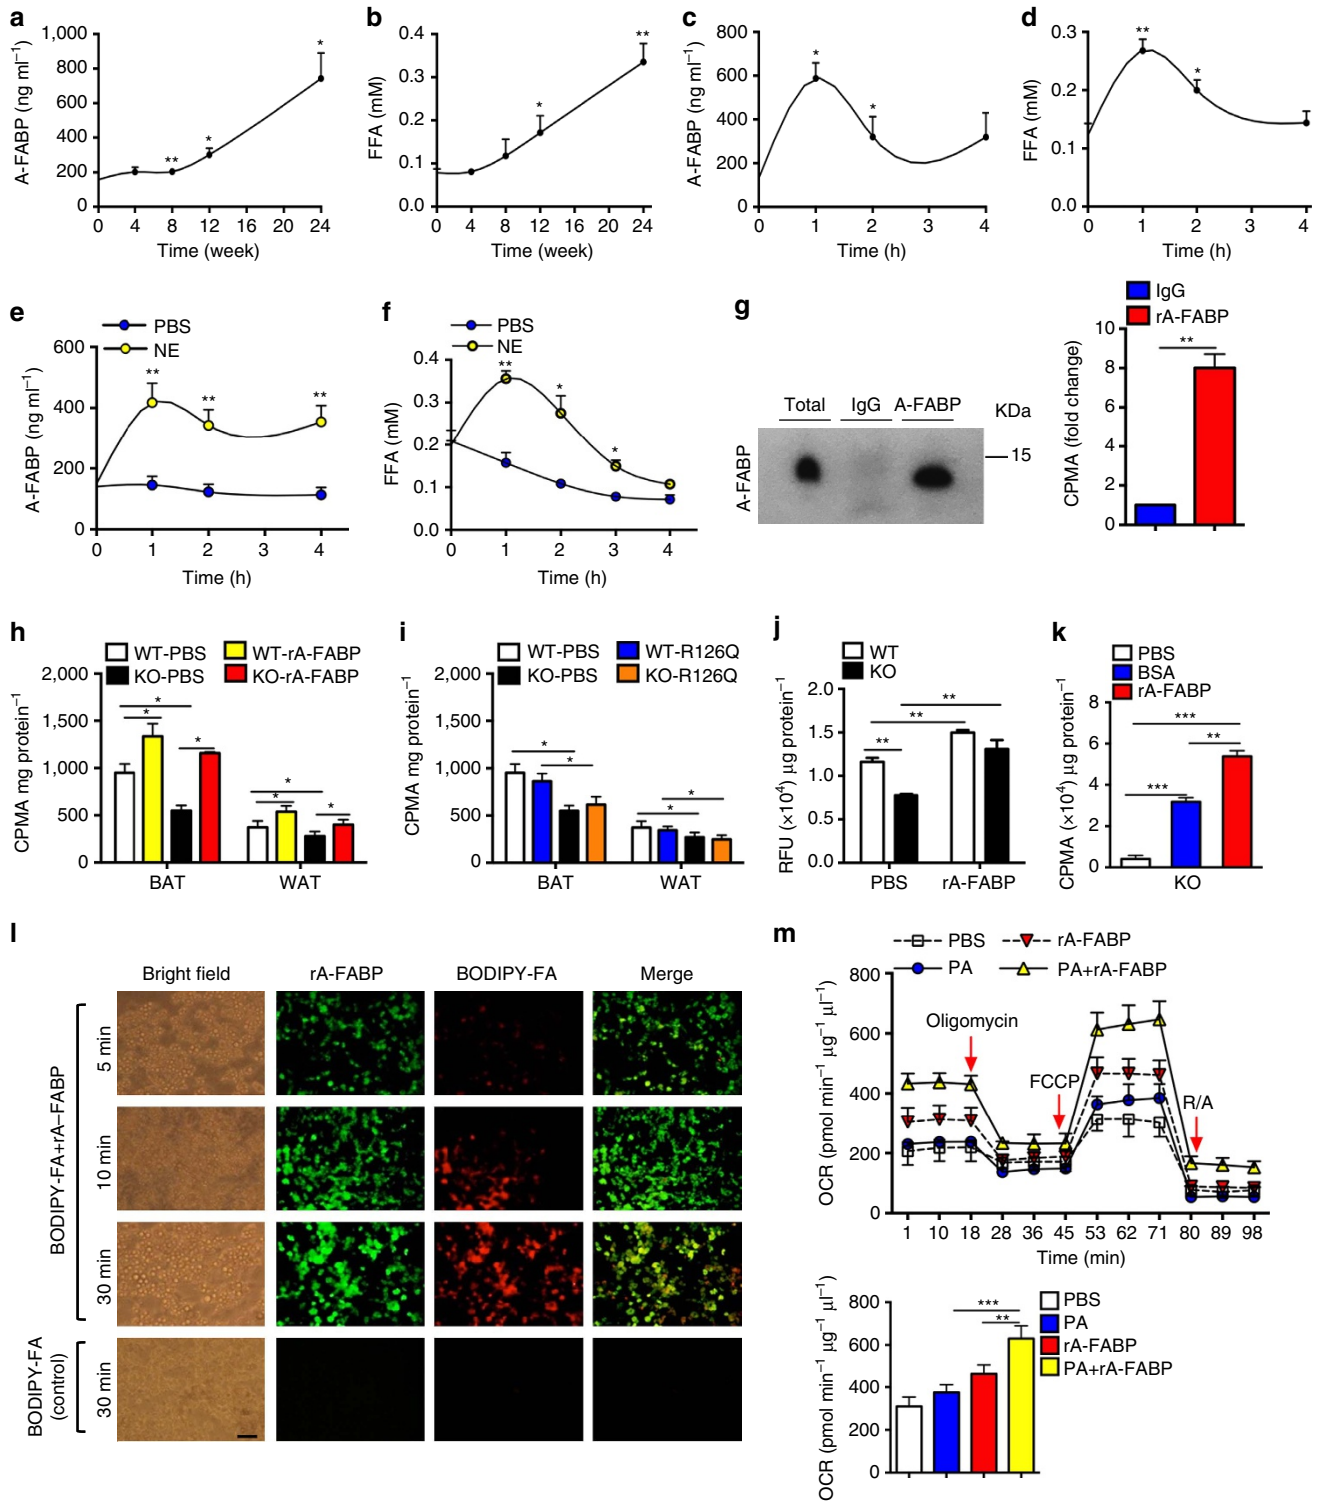 a
A-FABP (ng ml⁻¹)
1,000
800
600
400
200
0
*
**
*
0 4 8 12 16 20 24
Time (week)
b
FFA (mM)
0.4
0.3
0.2
0.1
0.0
**
*
0 4 8 12 16 20 24
Time (week)
c
A-FABP (ng ml⁻¹)
800
600
400
200
0
*
*
0 1 2 3 4
Time (h)
d
FFA (mM)
0.3
0.2
0.1
0.0
**
*
0 1 2 3 4
Time (h)
e
PBS
NE
A-FABP (ng ml⁻¹)
600
400
200
0
** ** **
0 1 2 3 4
Time (h)
f
PBS
NE
FFA (mM)
0.4
0.3
0.2
0.1
0.0
** * *
0 1 2 3 4
Time (h)
g
Total IgG A-FABP
KDa
15
A-FABP
IgG
rA-FABP
CPMA (fold change)
10
8
6
4
2
0
**
h
WT-PBS WT-rA-FABP
KO-PBS KO-rA-FABP
CPMA mg protein⁻¹
2,000
1,500
1,000
500
0
* * *
* * *
BAT WAT
i
WT-PBS WT-R126Q
KO-PBS KO-R126Q
CPMA mg protein⁻¹
2,000
1,500
1,000
500
0
* *
* *
BAT WAT
j
WT
KO
RFU (×10⁴) μg protein⁻¹
2.0
1.5
1.0
0.5
0.0
**
**
**
PBS rA-FABP
k
PBS
BSA
rA-FABP
CPMA (×10⁴) μg protein⁻¹
8
6
4
2
0
***
**
***
KO
l
Bright field rA-FABP BODIPY-FA Merge
BODIPY-FA+rA–FABP
5 min
10 min
30 min
BODIPY-FA
(control)
30 min
m
PBS rA-FABP
PA PA+rA-FABP
OCR (pmol min⁻¹ μg⁻¹ μl⁻¹)
800
600
400
200
0
Oligomycin
FCCP
R/A
1 10 18 28 36 45 53 62 71 80 89 98
Time (min)
OCR (pmol min⁻¹ μg⁻¹ μl⁻¹)
800
600
400
200
0
***
**
PBS
PA
rA-FABP
PA+rA-FABP